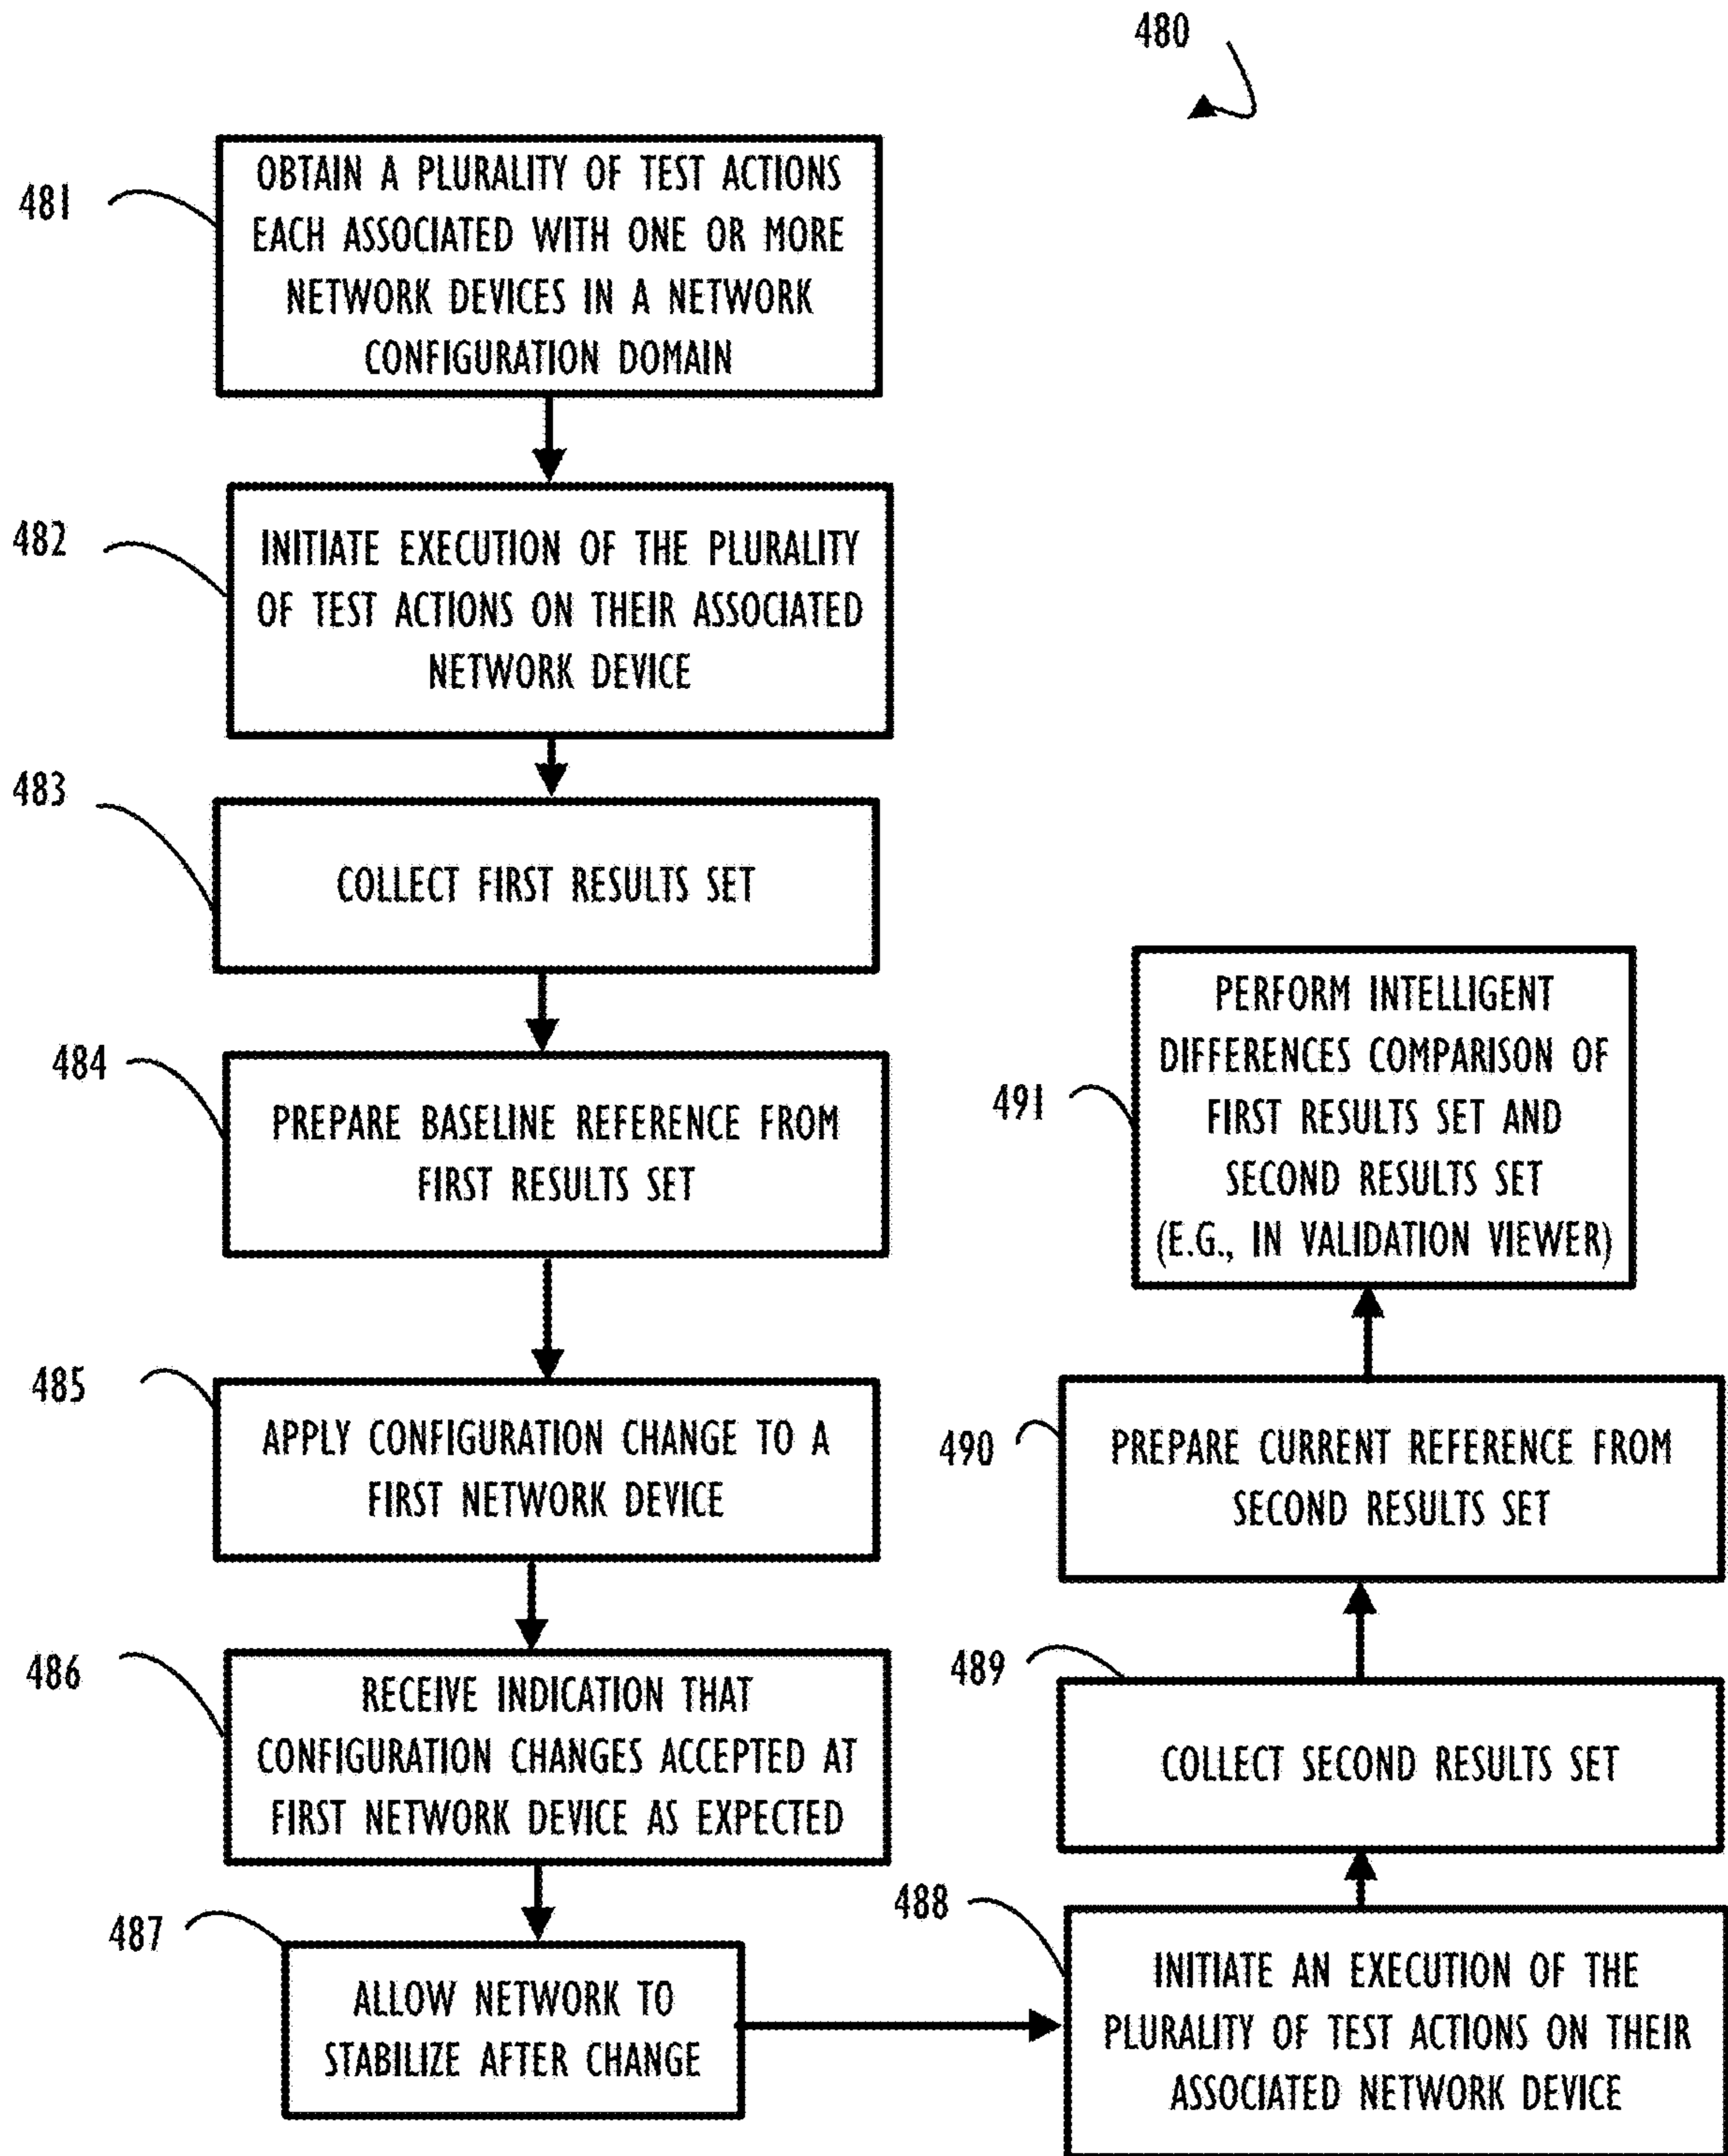 480
481
OBTAIN A PLURALITY OF TEST ACTIONS
EACH ASSOCIATED WITH ONE OR MORE
NETWORK DEVICES IN A NETWORK
CONFIGURATION DOMAIN
482
INITIATE EXECUTION OF THE PLURALITY
OF TEST ACTIONS ON THEIR ASSOCIATED
NETWORK DEVICE
483
COLLECT FIRST RESULTS SET
484
PREPARE BASELINE REFERENCE FROM
FIRST RESULTS SET
485
APPLY CONFIGURATION CHANGE TO A
FIRST NETWORK DEVICE
486
RECEIVE INDICATION THAT
CONFIGURATION CHANGES ACCEPTED AT
FIRST NETWORK DEVICE AS EXPECTED
487
ALLOW NETWORK TO
STABILIZE AFTER CHANGE
488
INITIATE AN EXECUTION OF THE
PLURALITY OF TEST ACTIONS ON THEIR
ASSOCIATED NETWORK DEVICE
489
COLLECT SECOND RESULTS SET
490
PREPARE CURRENT REFERENCE FROM
SECOND RESULTS SET
491
PERFORM INTELLIGENT
DIFFERENCES COMPARISON OF
FIRST RESULTS SET AND
SECOND RESULTS SET
(E.G., IN VALIDATION VIEWER)